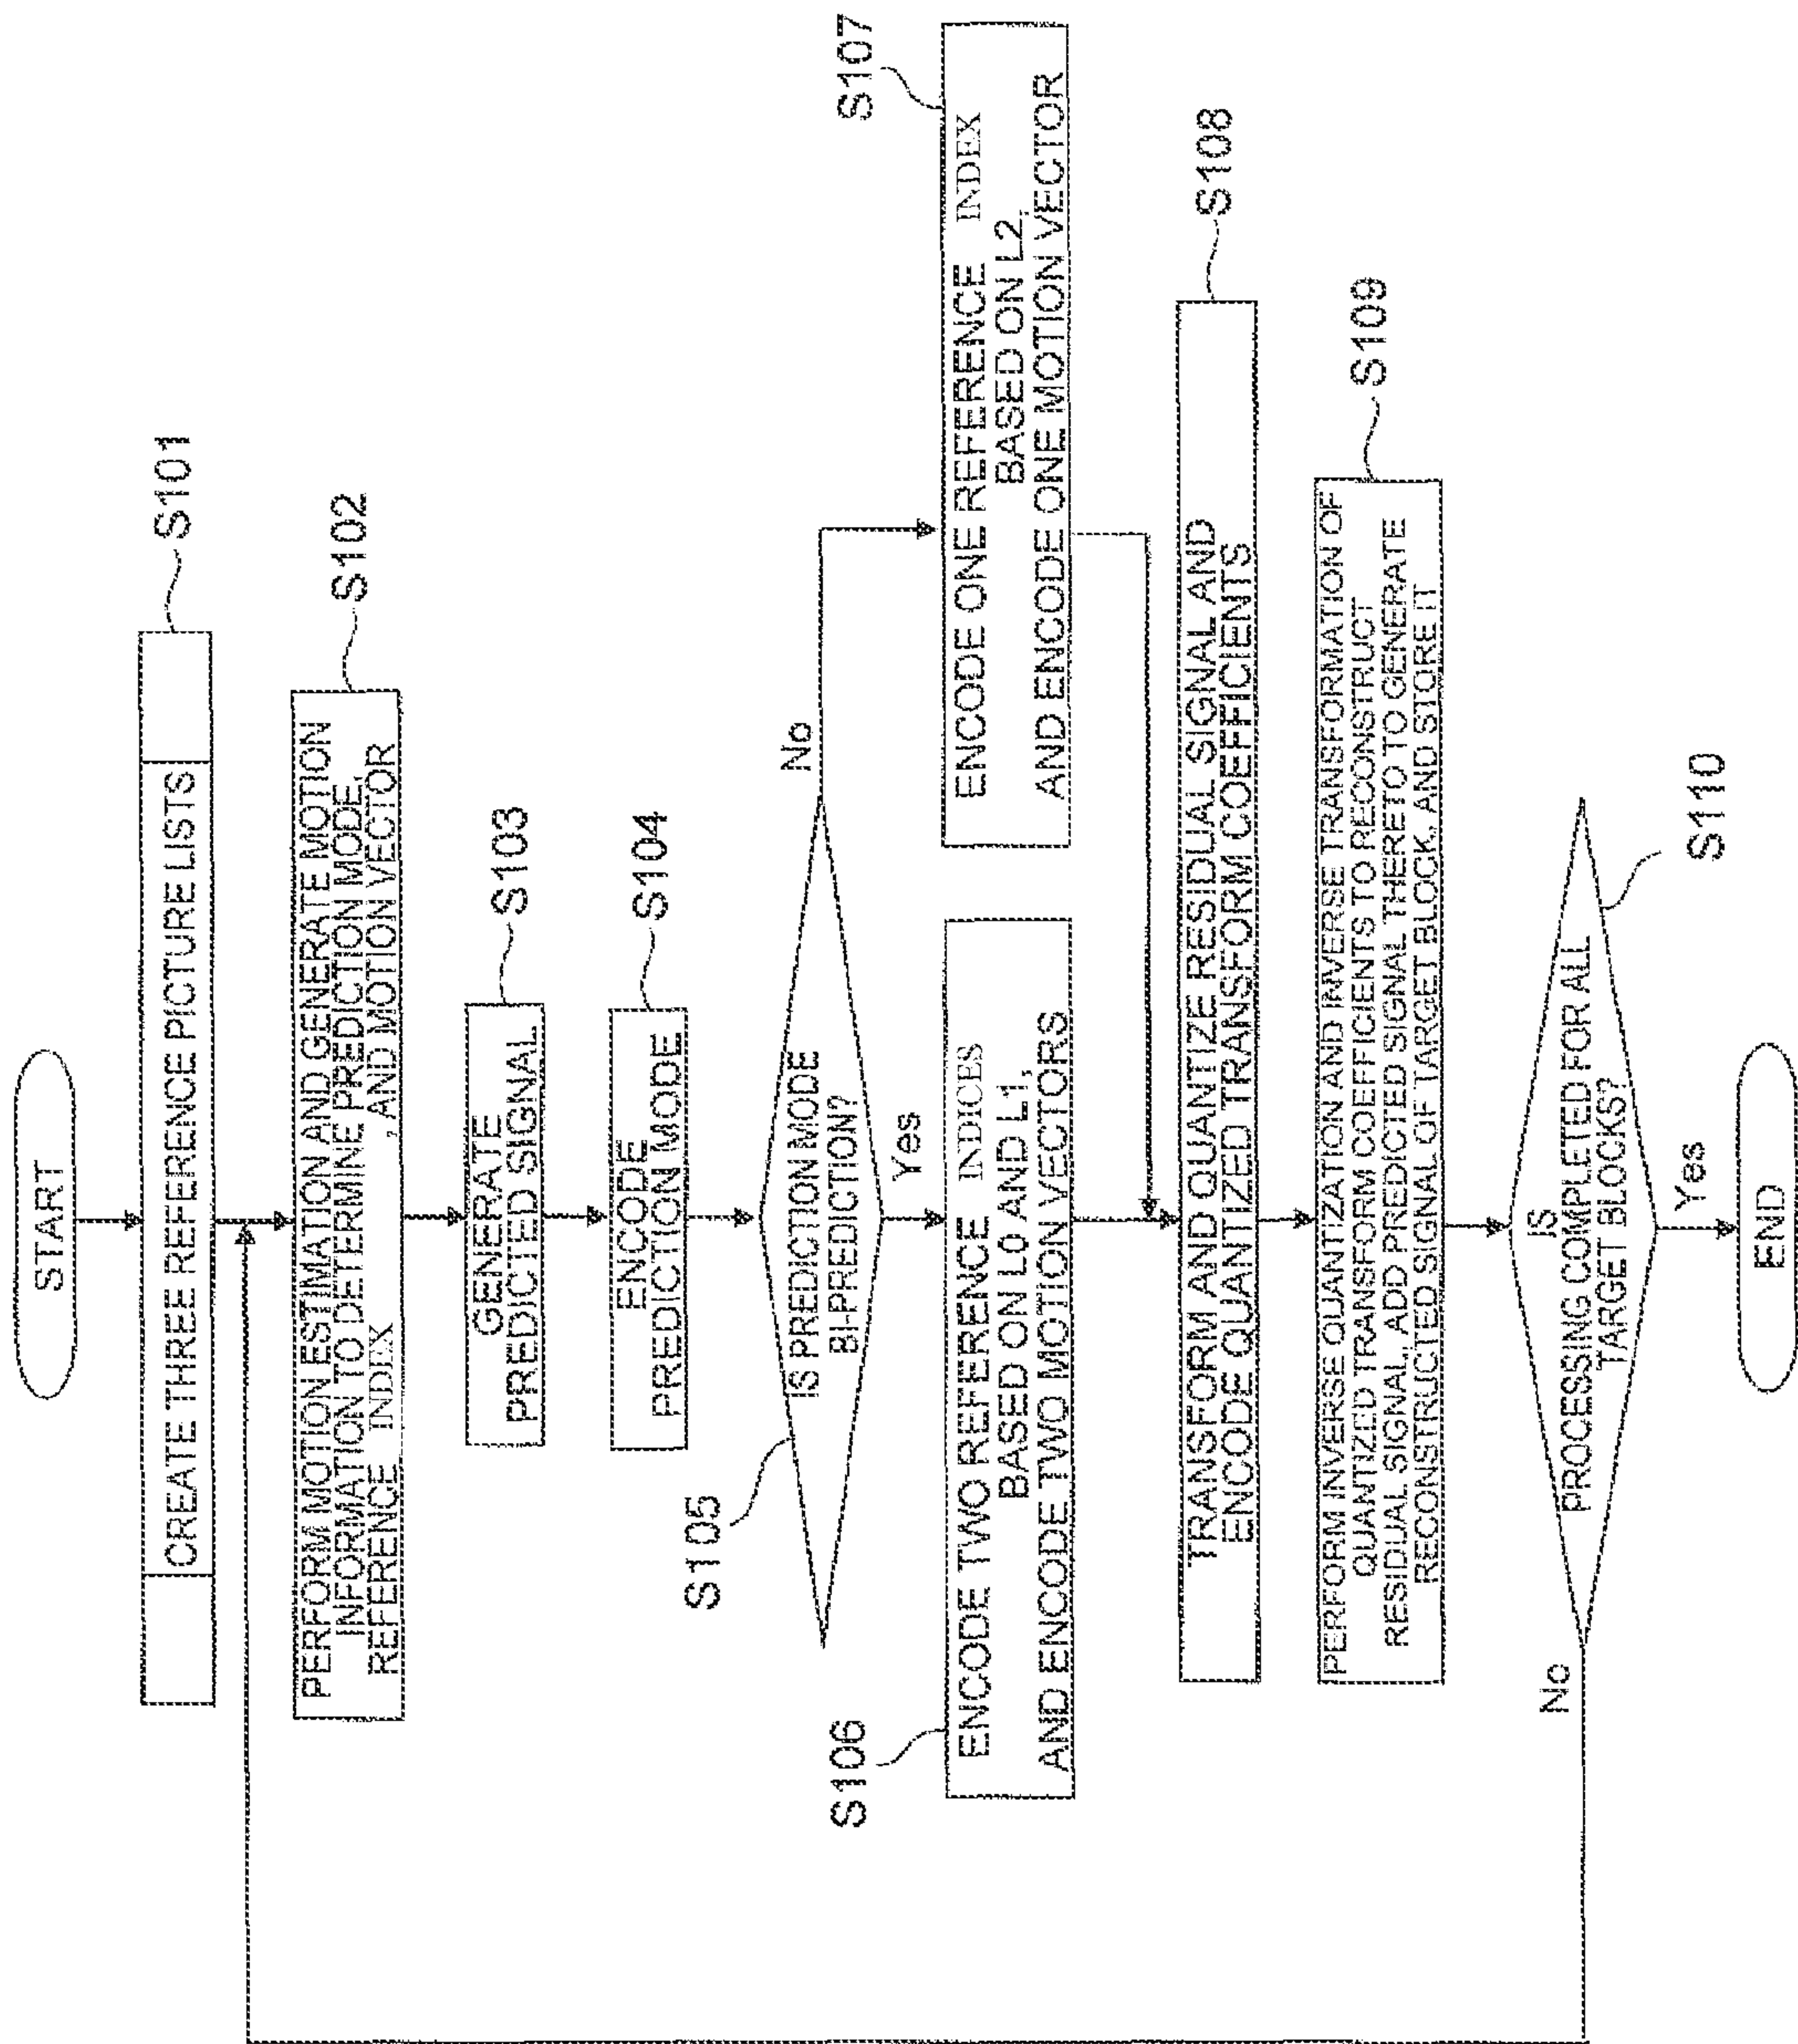 START
CREATE THREE REFERENCE PICTURE LISTS
S101
PERFORM MOTION ESTIMATION AND GENERATE MOTION
INFORMATION TO DETERMINE PREDICTION MODE,
REFERENCE INDEX , AND MOTION VECTOR
S102
GENERATE
PREDICTED SIGNAL
S103
ENCODE
PREDICTION MODE
S104
IS PREDICTION MODE
BI-PREDICTION?
S105
Yes
No
ENCODE TWO REFERENCE INDICES
BASED ON L0 AND L1,
AND ENCODE TWO MOTION VECTORS
S106
ENCODE ONE REFERENCE INDEX
BASED ON L2,
AND ENCODE ONE MOTION VECTOR
S107
TRANSFORM AND QUANTIZE RESIDUAL SIGNAL AND
ENCODE QUANTIZED TRANSFORM COEFFICIENTS
S108
PERFORM INVERSE QUANTIZATION AND INVERSE TRANSFORMATION OF
QUANTIZED TRANSFORM COEFFICIENTS TO RECONSTRUCT
RESIDUAL SIGNAL, ADD PREDICTED SIGNAL THERETO TO GENERATE
RECONSTRUCTED SIGNAL OF TARGET BLOCK, AND STORE IT
S109
IS
PROCESSING COMPLETED FOR ALL
TARGET BLOCKS?
S110
No
Yes
END